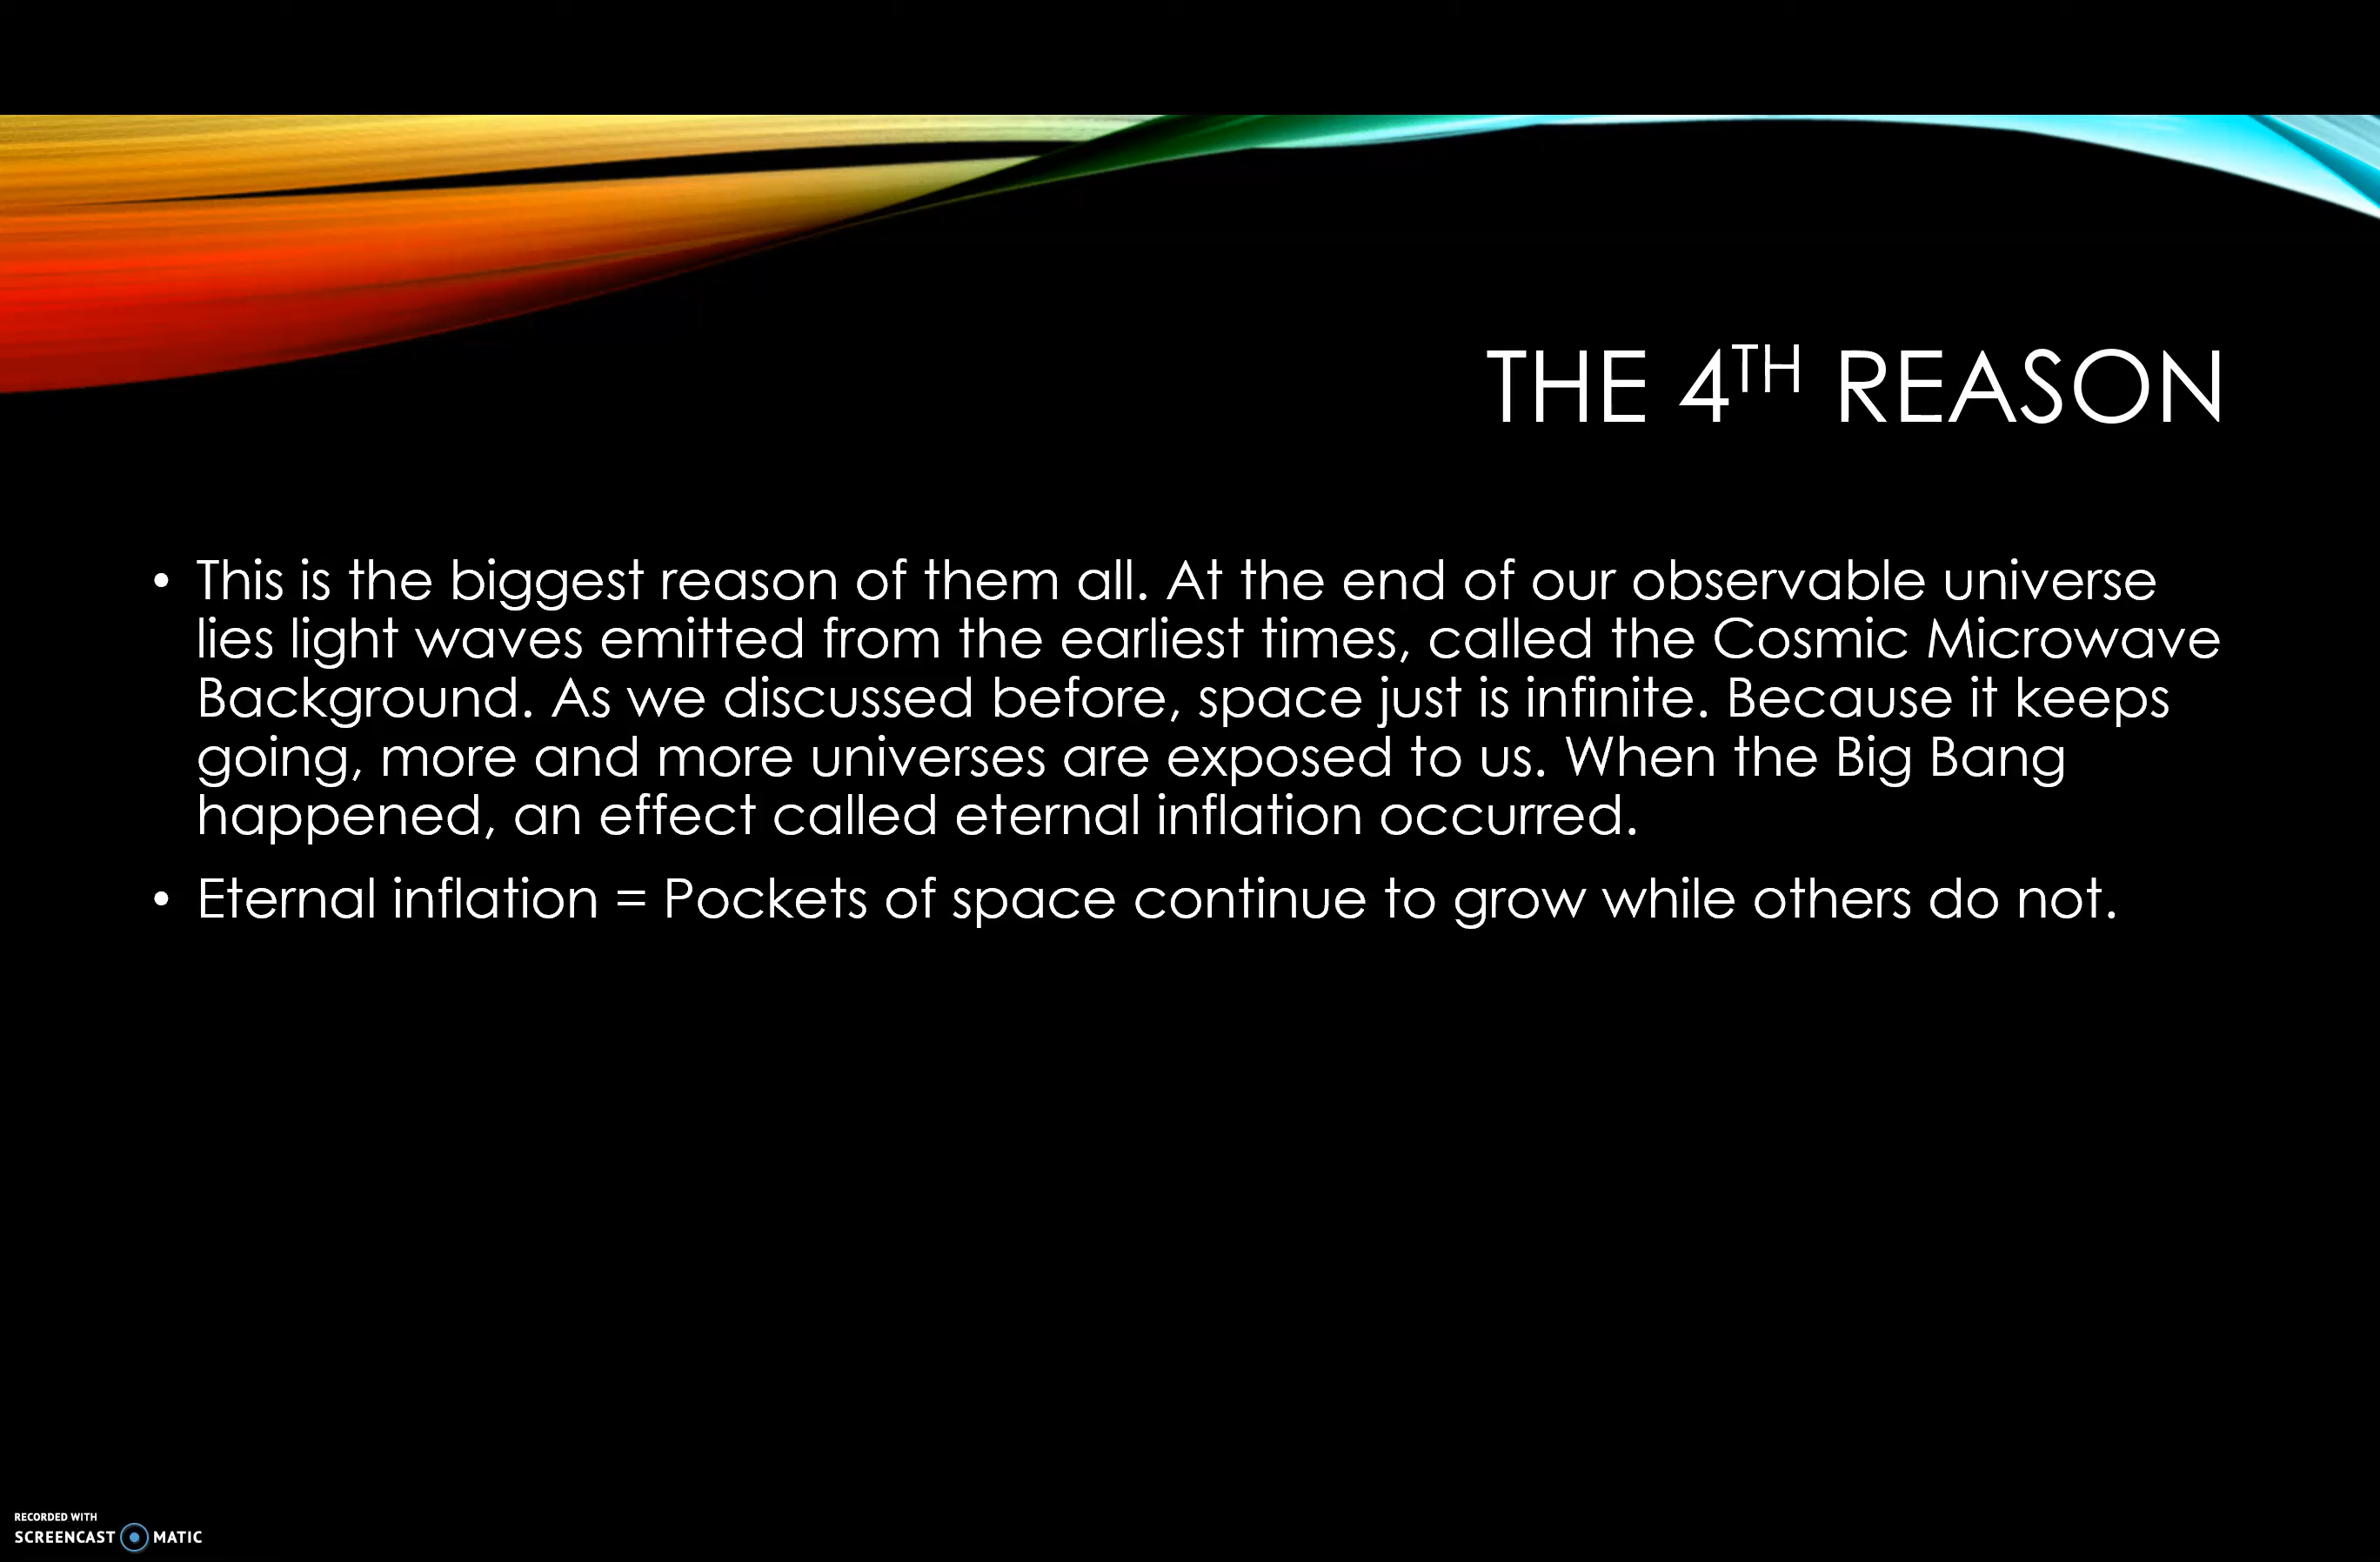 THE 4TH REASON
• This is the biggest reason of them all. At the end of our observable universe
lies light waves emitted from the earliest times, called the Cosmic Microwave
Background. As we discussed before, space just is infinite. Because it keeps
going, more and more universes are exposed to us. When the Big Bang
happened, an effect called eternal inflation occurred.
• Eternal inflation = Pockets of space continue to grow while others do not.
RECORDED WITH
SCREENCAST MATIC